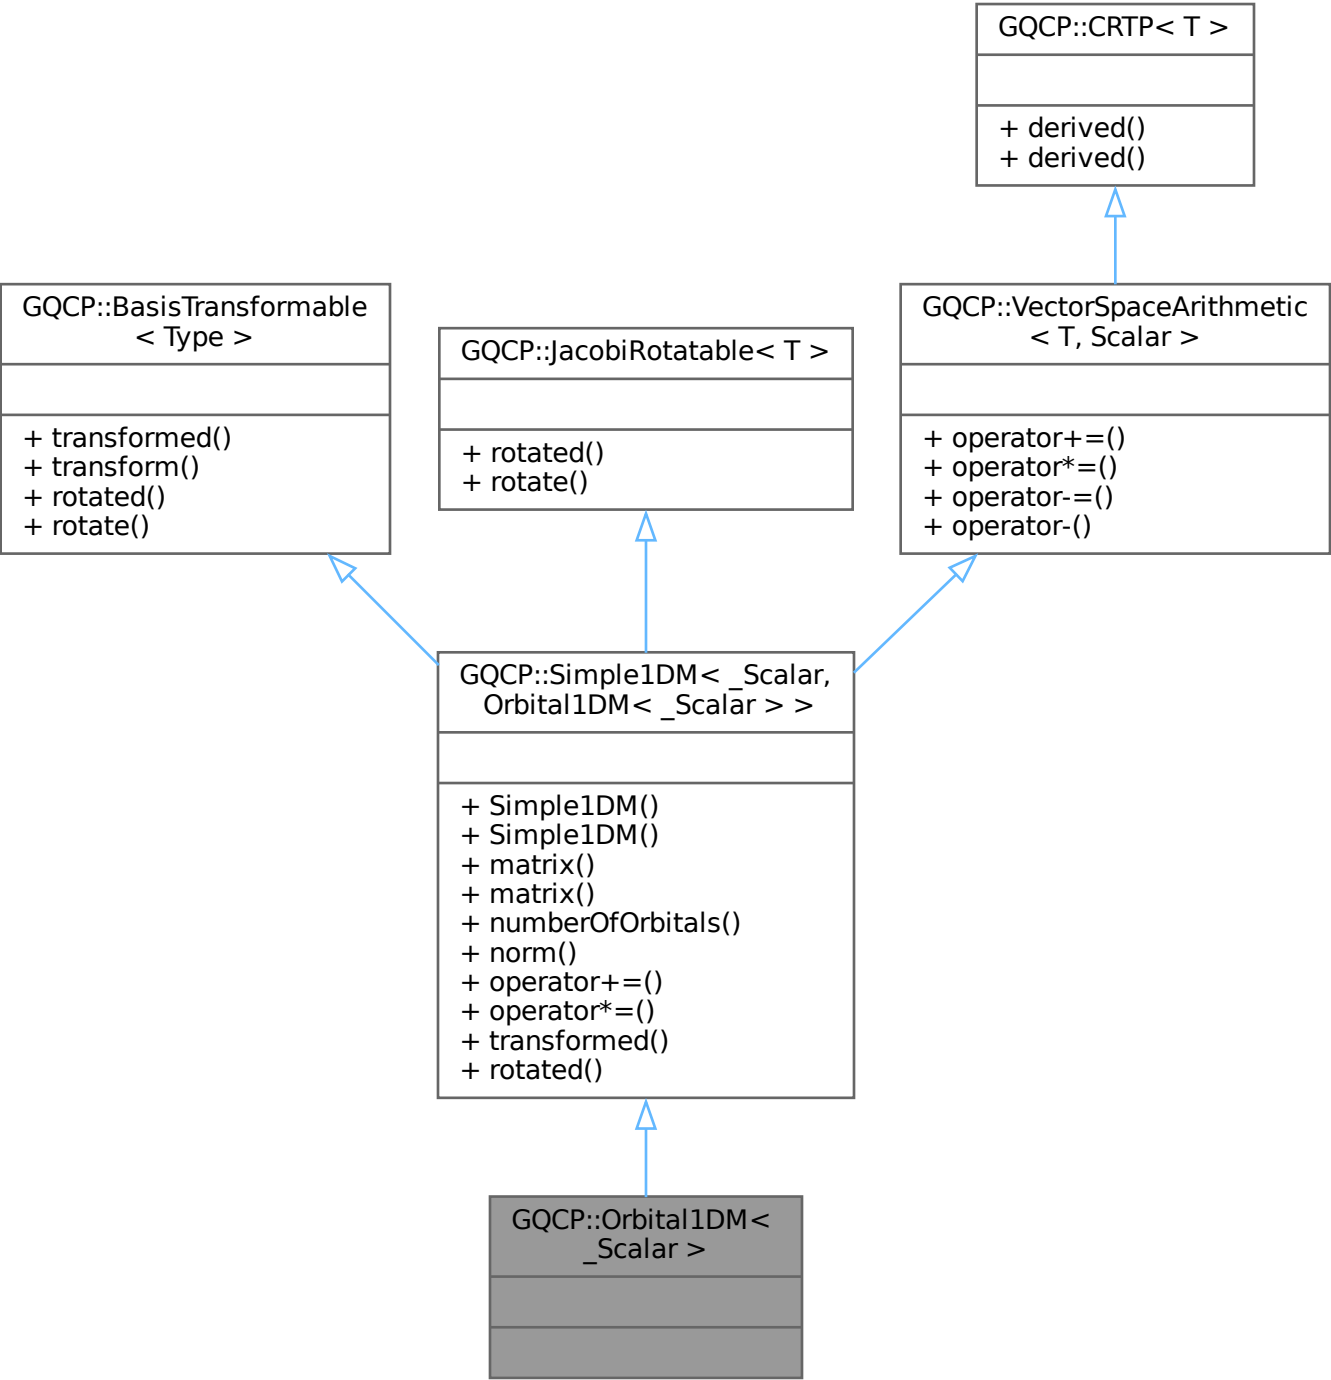 GQCP::CRTP< T >
+ derived()
+ derived()
GQCP::BasisTransformable
< Type >
+ transformed()
+ transform()
+ rotated()
+ rotate()
GQCP::JacobiRotatable< T >
+ rotated()
+ rotate()
GQCP::VectorSpaceArithmetic
< T, Scalar >
+ operator+=()
+ operator*=()
+ operator-=()
+ operator-()
GQCP::Simple1DM< _Scalar,
Orbital1DM< _Scalar > >
+ Simple1DM()
+ Simple1DM()
+ matrix()
+ matrix()
+ numberOfOrbitals()
+ norm()
+ operator+=()
+ operator*=()
+ transformed()
+ rotated()
GQCP::Orbital1DM<
_Scalar >